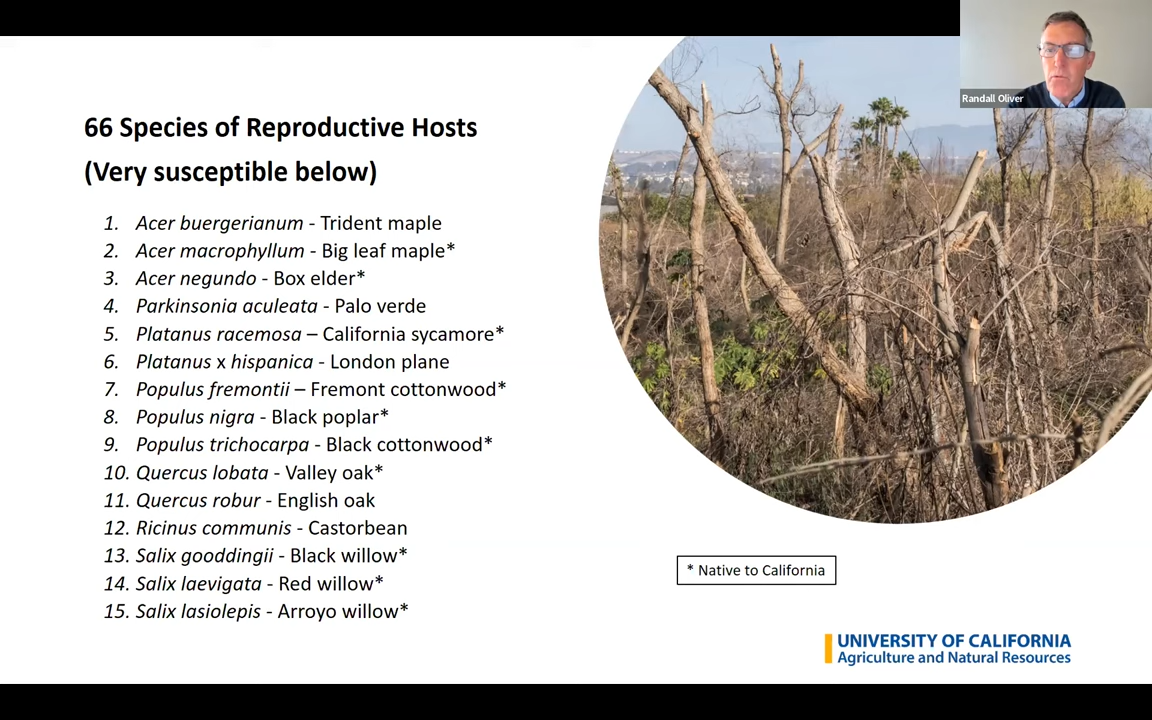 Randall Oliver
66 Species of Reproductive Hosts
(Very susceptible below)
1. Acer buergerianum - Trident maple
2. Acer macrophyllum - Big leaf maple*
3. Acer negundo - Box elder*
4. Parkinsonia aculeata - Palo verde
5. Platanus racemosa – California sycamore*
6. Platanus x hispanica - London plane
7. Populus fremontii – Fremont cottonwood*
8. Populus nigra - Black poplar*
9. Populus trichocarpa - Black cottonwood*
10. Quercus lobata - Valley oak*
11. Quercus robur - English oak
12. Ricinus communis - Castorbean
13. Salix gooddingii - Black willow*
14. Salix laevigata - Red willow*
15. Salix lasiolepis - Arroyo willow*
* Native to California
UNIVERSITY OF CALIFORNIA
Agriculture and Natural Resources